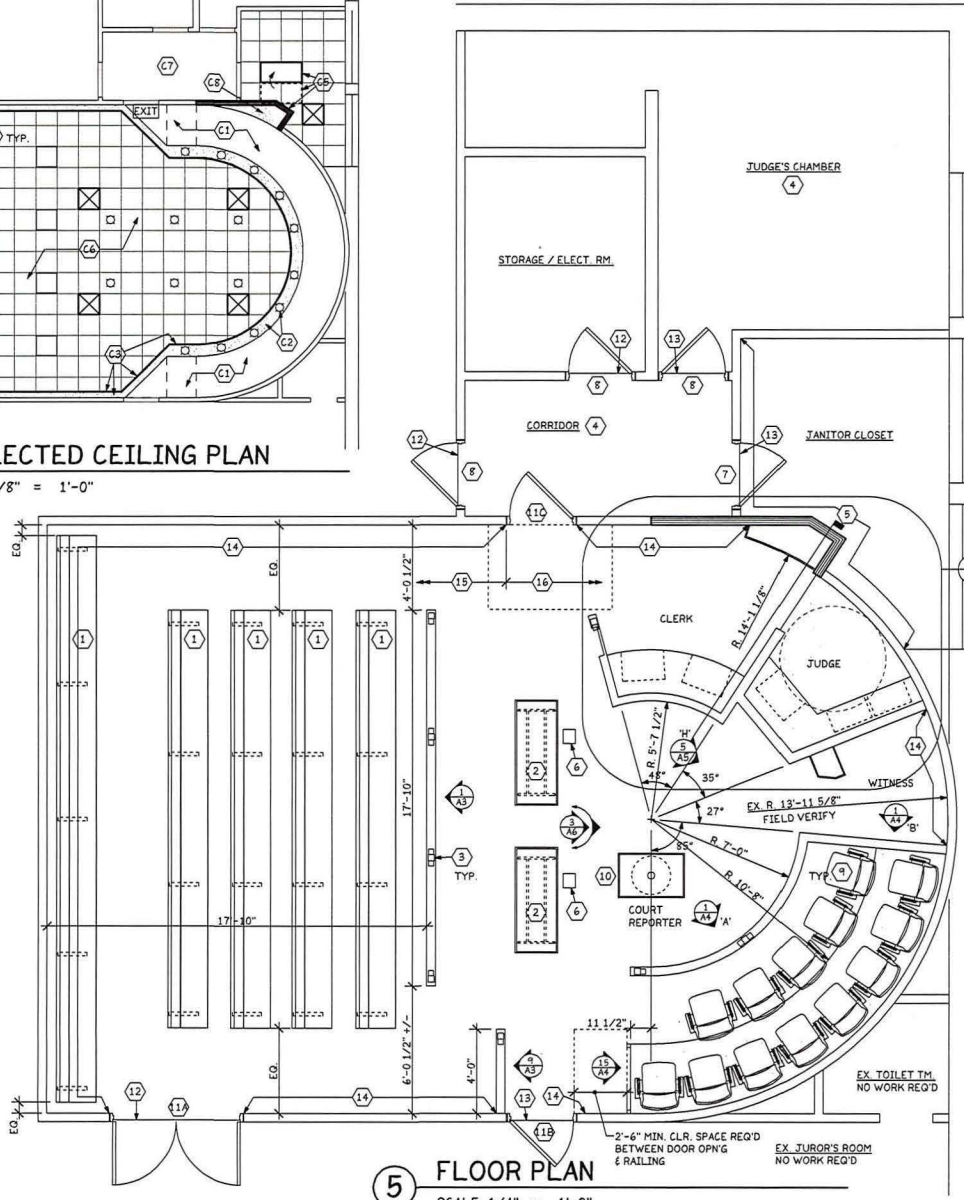 C7
C8
C5
EXIT
C1
TYP.
C6
C2
C3
C1
ECTED CEILING PLAN
/8" = 1'-0"
JUDGE'S CHAMBER
4
STORAGE / ELECT. RM.
12
13
8
8
CORRIDOR
4
JANITOR CLOSET
12
13
8
7
11C
5
EQ.
14
EQ.
4'-0 1/2"
15
16
14
R. 14'-1 1/8"
CLERK
1
1
1
1
1
JUDGE
R. 5'-7 1/2"
'H'
5
A5
2
6
14
48°
35°
WITNESS
1
A3
17'-10"
27°
EX. R. 13'-11 5/8"
FIELD VERIFY
1
A4
'B'
3
A6
85°
R. 7'-0"
3
TYP.
10
R. 10'-8"
TYP.
9
2
6
COURT
REPORTER
1
A4
'A'
17'-10"
11 1/2"
6'-0 1/2" +/-
4'-0"
9
A3
15
A4
EQ.
EX. TOILET TM.
NO WORK REQ'D
EQ.
12
11A
14
13
14
11B
2'-6" MIN. CLR. SPACE REQ'D
BETWEEN DOOR OPN'G
& RAILING
EX. JUROR'S ROOM
NO WORK REQ'D
5
FLOOR PLAN